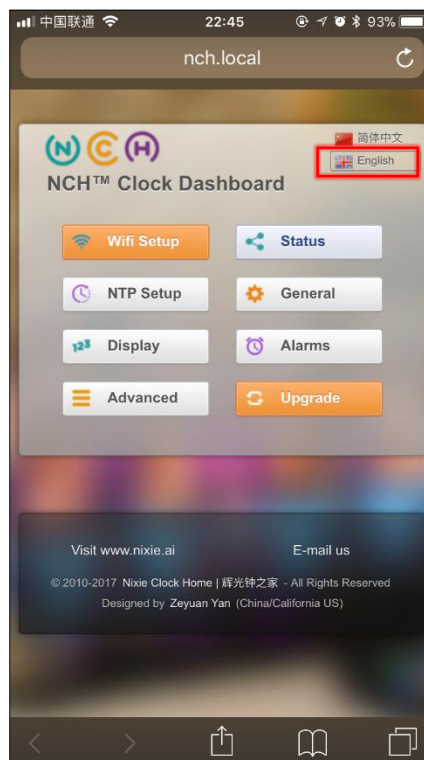 中国联通 22:45 93%
nch.local
N C H
简体中文
English
NCH™ Clock Dashboard
Wifi Setup Status
NTP Setup General
123 Display Alarms
Advanced Upgrade
Visit www.nixie.ai E-mail us
© 2010-2017 Nixie Clock Home | 辉光钟之家 - All Rights Reserved
Designed by Zeyuan Yan (China/California US)